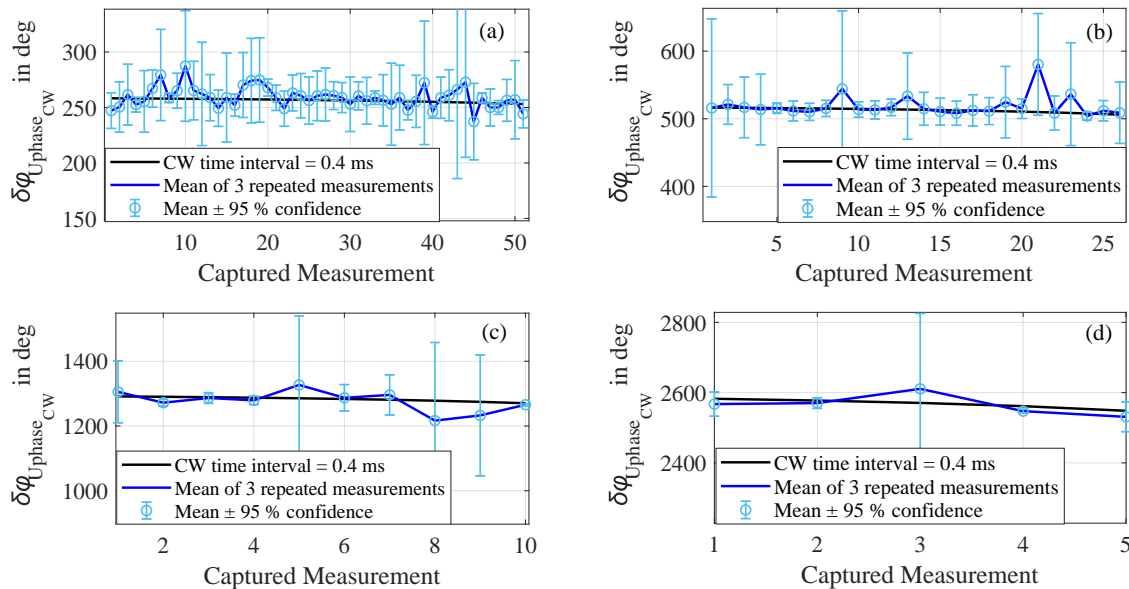 (a)
δφ_Uphase_CW in deg
300
250
200
150
CW time interval = 0.4 ms
Mean of 3 repeated measurements
Mean ± 95 % confidence
10 20 30 40 50
Captured Measurement
(b)
δφ_Uphase_CW in deg
600
500
400
CW time interval = 0.4 ms
Mean of 3 repeated measurements
Mean ± 95 % confidence
5 10 15 20 25
Captured Measurement
(c)
δφ_Uphase_CW in deg
1400
1200
1000
CW time interval = 0.4 ms
Mean of 3 repeated measurements
Mean ± 95 % confidence
2 4 6 8 10
Captured Measurement
(d)
δφ_Uphase_CW in deg
2800
2600
2400
CW time interval = 0.4 ms
Mean of 3 repeated measurements
Mean ± 95 % confidence
1 2 3 4 5
Captured Measurement